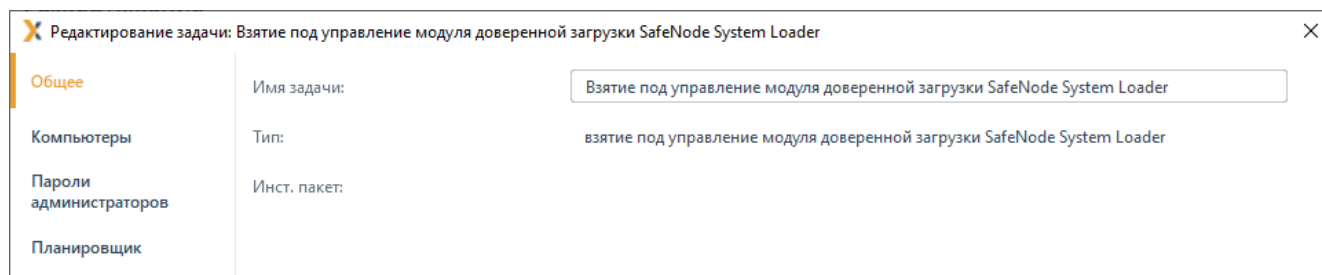 Редактирование задачи: Взятие под управление модуля доверенной загрузки SafeNode System Loader
Общее
Имя задачи:
Взятие под управление модуля доверенной загрузки SafeNode System Loader
Компьютеры
Тип:
взятие под управление модуля доверенной загрузки SafeNode System Loader
Пароли
администраторов
Инст. пакет:
Планировщик